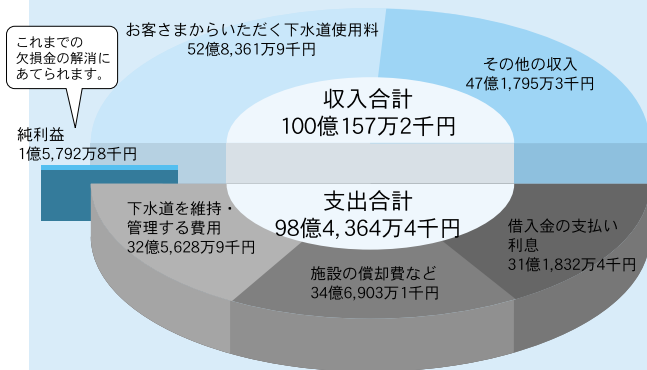 お客さまからいただく下水道使用料
52億8,361万9千円
その他の収入
47億1,795万3千円
これまでの
欠損金の解消に
あてられます。
収入合計
100億157万2千円
純利益
1億5,792万8千円
支出合計
98億4,364万4千円
下水道を維持・
管理する費用
32億5,628万9千円
借入金の支払い
利息
31億1,832万4千円
施設の償却費など
34億6,903万1千円